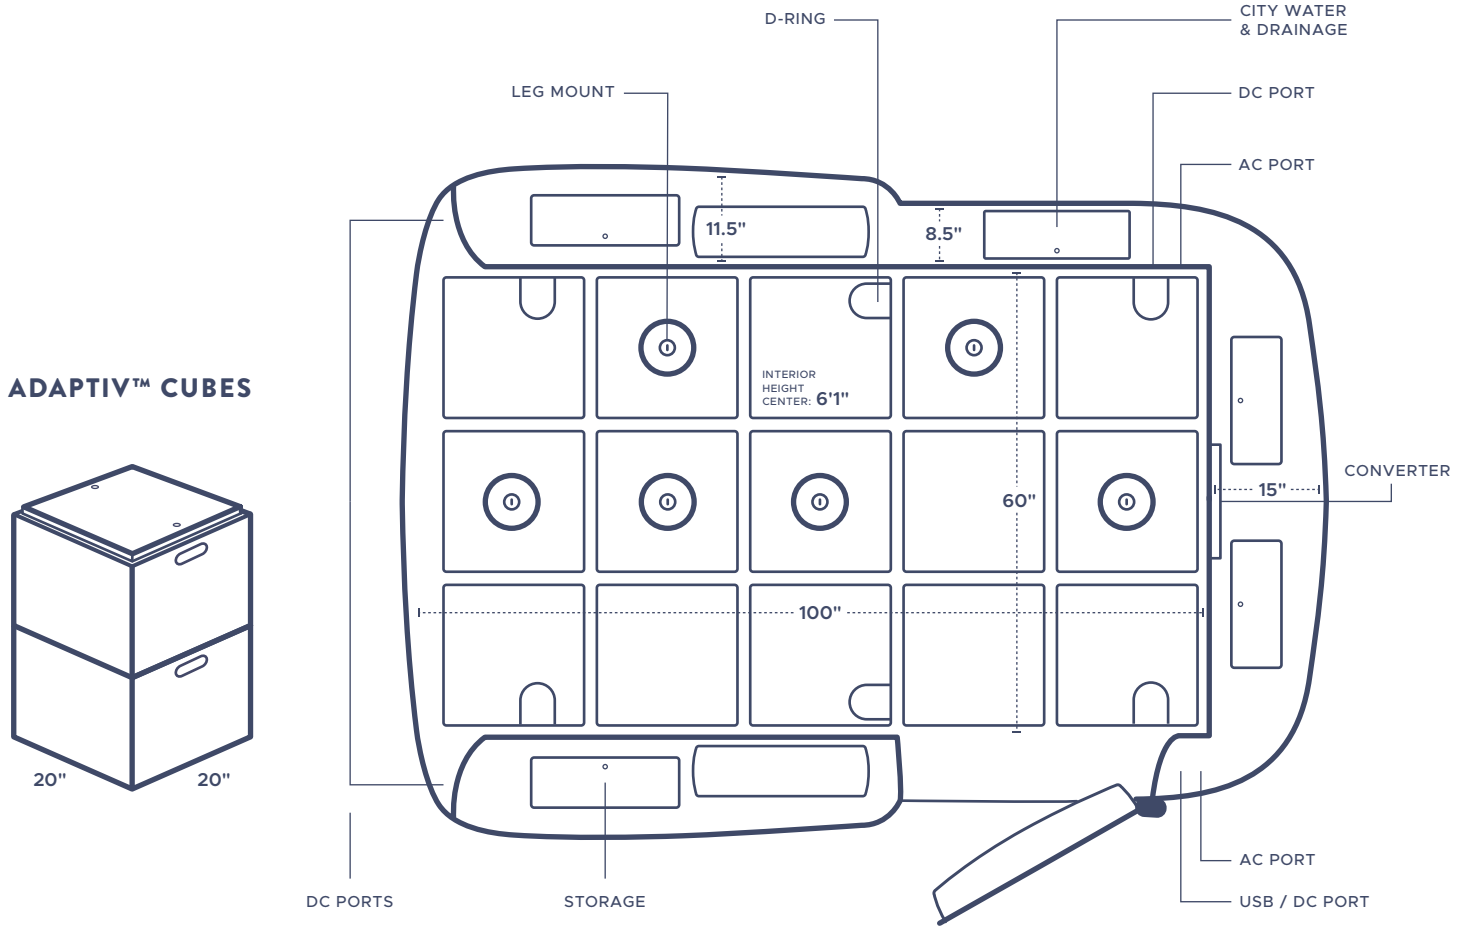 D-RING
CITY WATER
& DRAINAGE
LEG MOUNT
DC PORT
AC PORT
11.5"
8.5"
INTERIOR
HEIGHT
CENTER: 6'1"
ADAPTIV™ CUBES
CONVERTER
15"
60"
100"
20"
20"
AC PORT
DC PORTS
STORAGE
USB / DC PORT